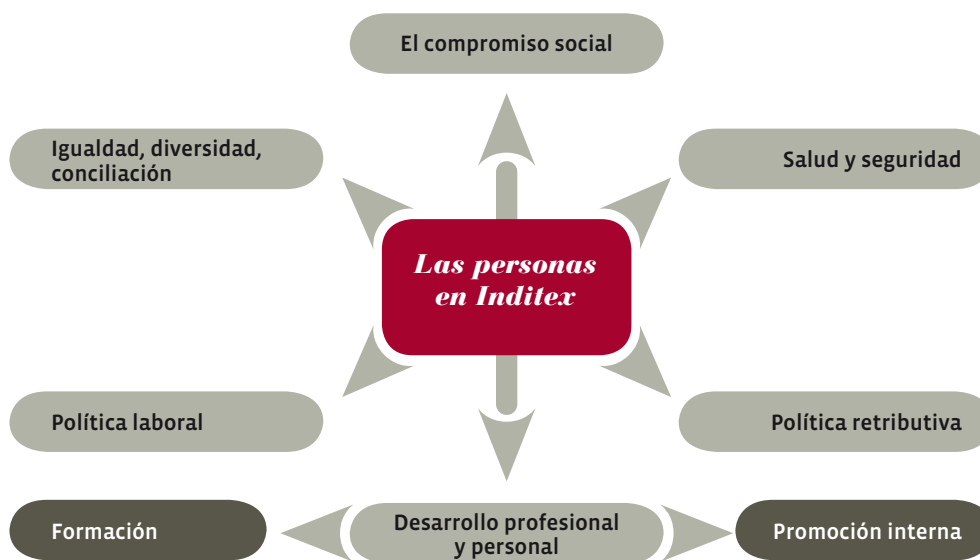 El compromiso social
Igualdad, diversidad,
conciliación
Salud y seguridad
Las personas
en Inditex
Política laboral
Política retributiva
Formación
Desarrollo profesional
y personal
Promoción interna